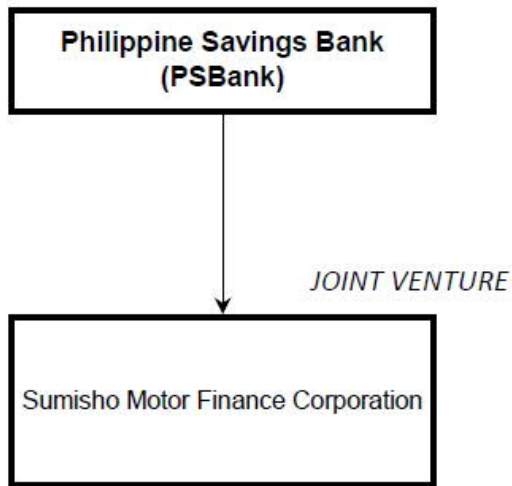 Philippine Savings Bank
(PSBank)
JOINT VENTURE
Sumisho Motor Finance Corporation